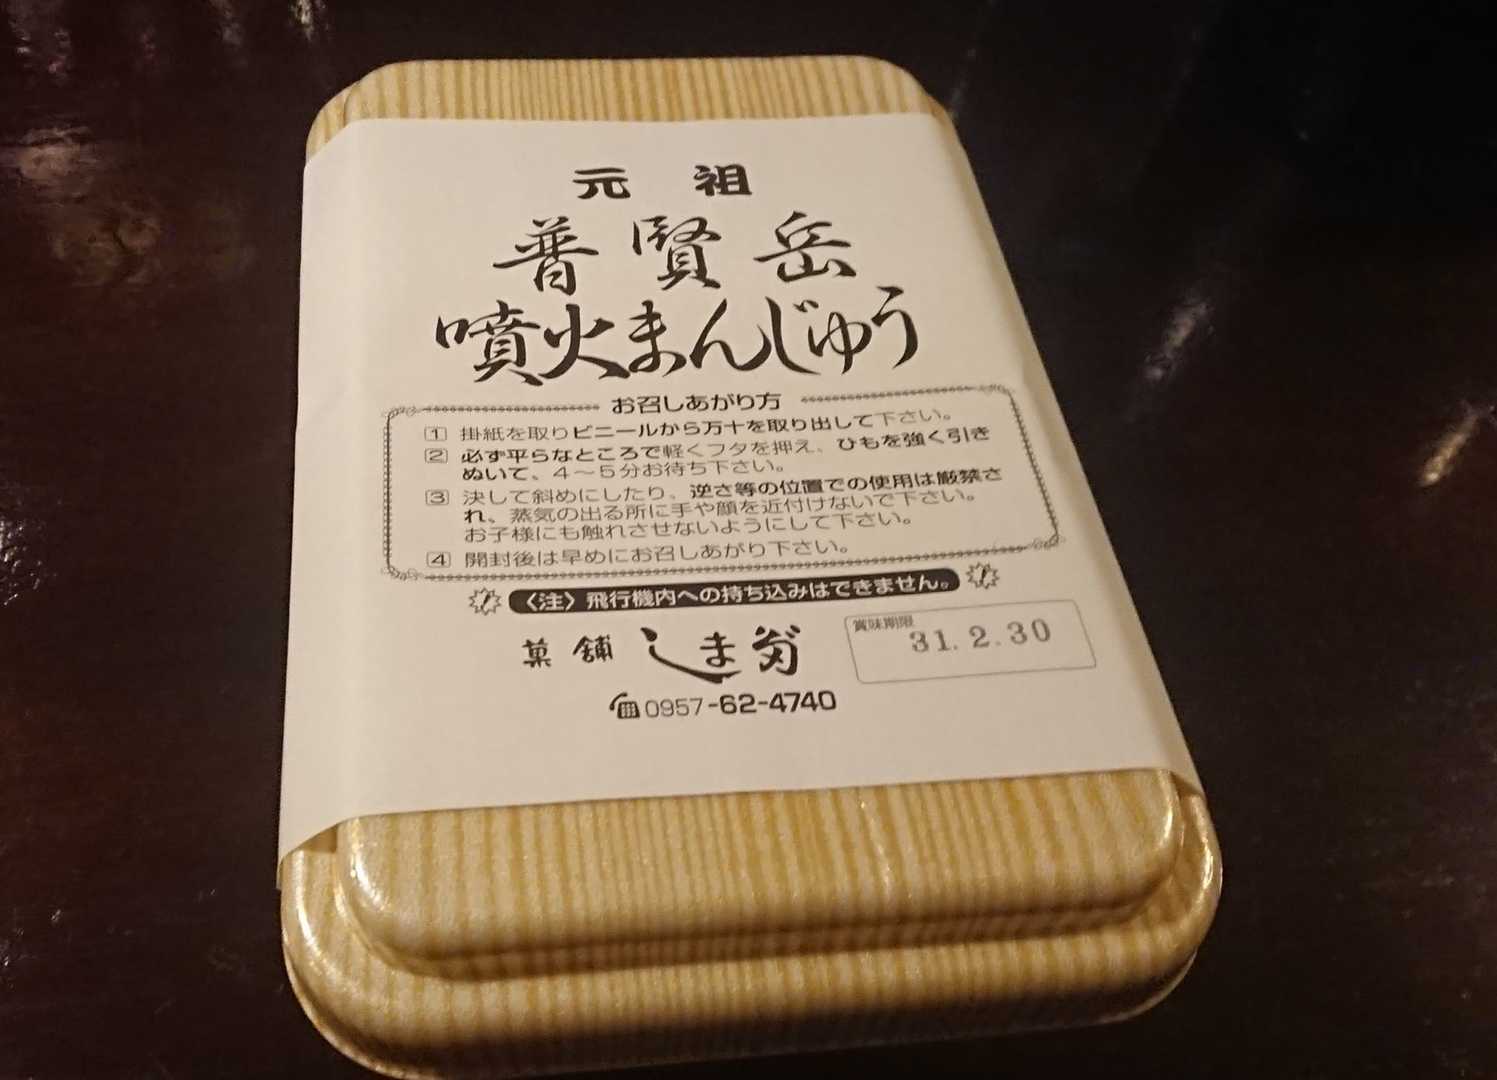 元祖
普賢岳
噴火まんじゅう
お召しあがり方
1 掛紙を取りビニールから万十を取り出して下さい。
2 必ず平らなところで軽くフタを押え、ひもを強く引き
ぬいて、4〜5分お待ち下さい。
3 決して斜めにしたり、逆さ等の位置での使用は厳禁さ
れ、蒸気の出る所に手や顔を近付けないで下さい。
お子様にも触れさせないようにして下さい。
4 開封後は早めにお召しあがり下さい。
〈注〉飛行機内への持ち込みはできません。
菓舗 しま
賞味期限
31.2.30
0957-62-4740